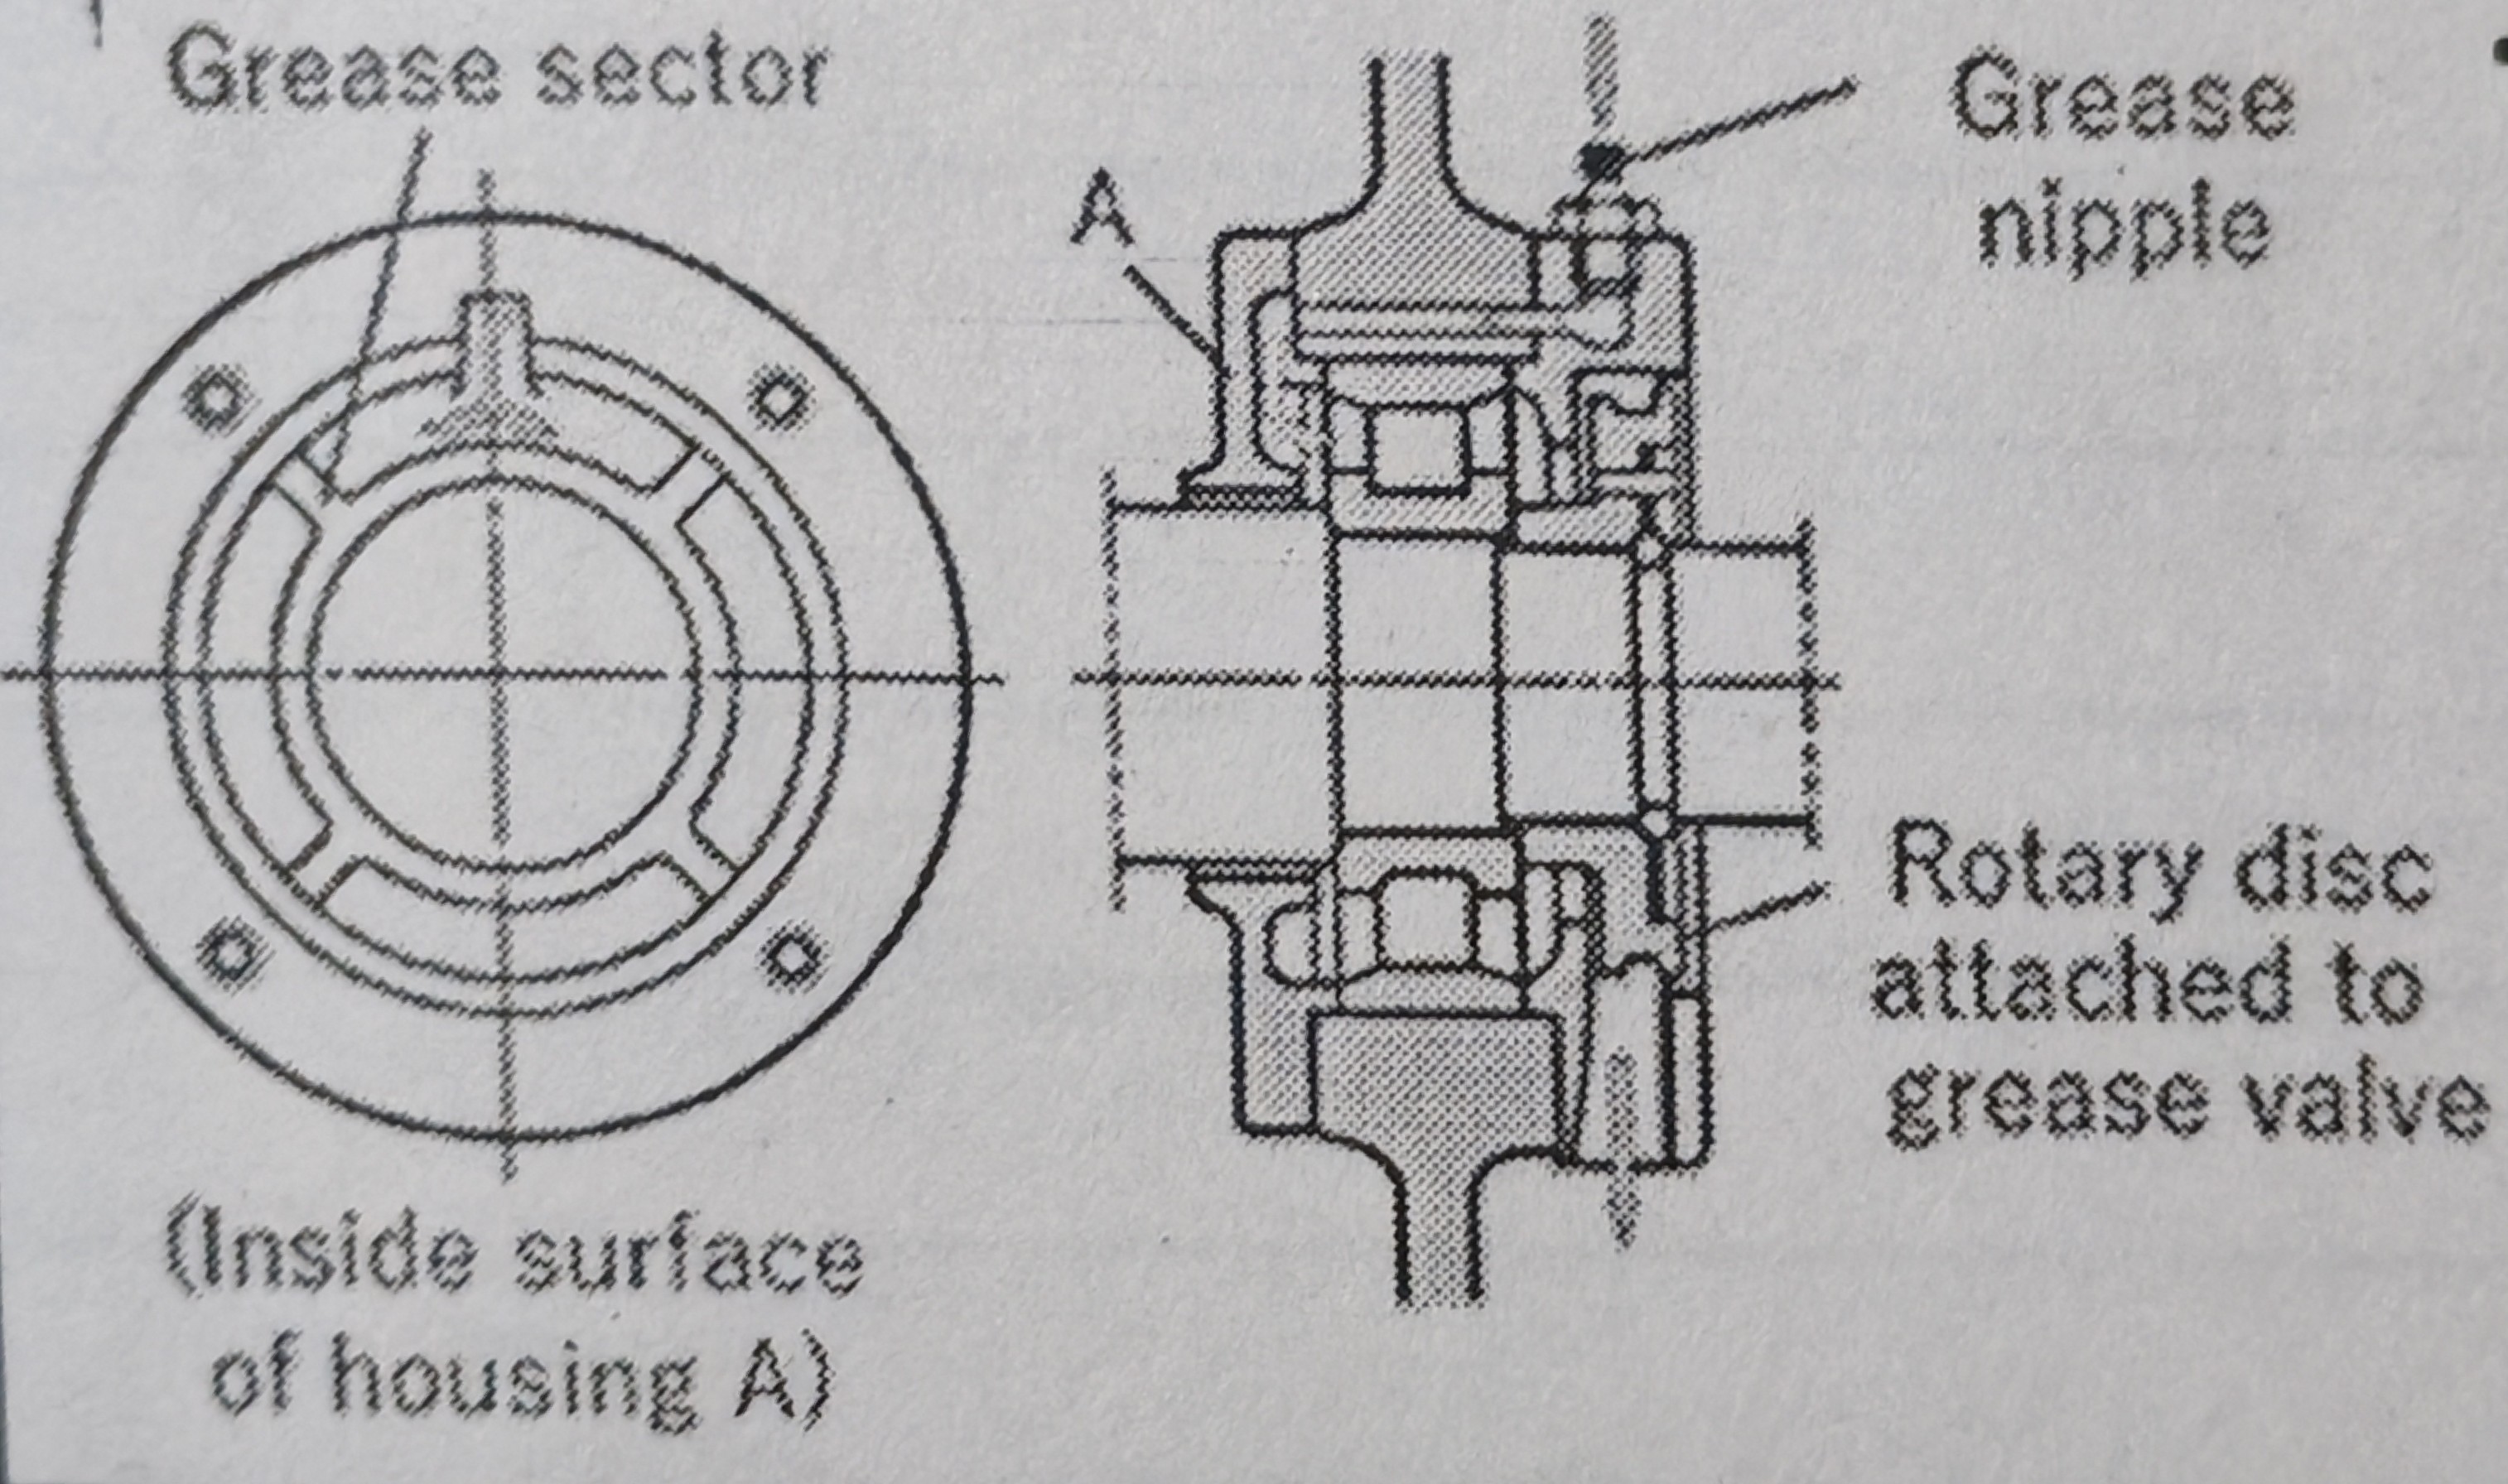 Grease sector
A
Grease
nipple
Rotary disc
attached to
grease valve
(Inside surface
of housing A)